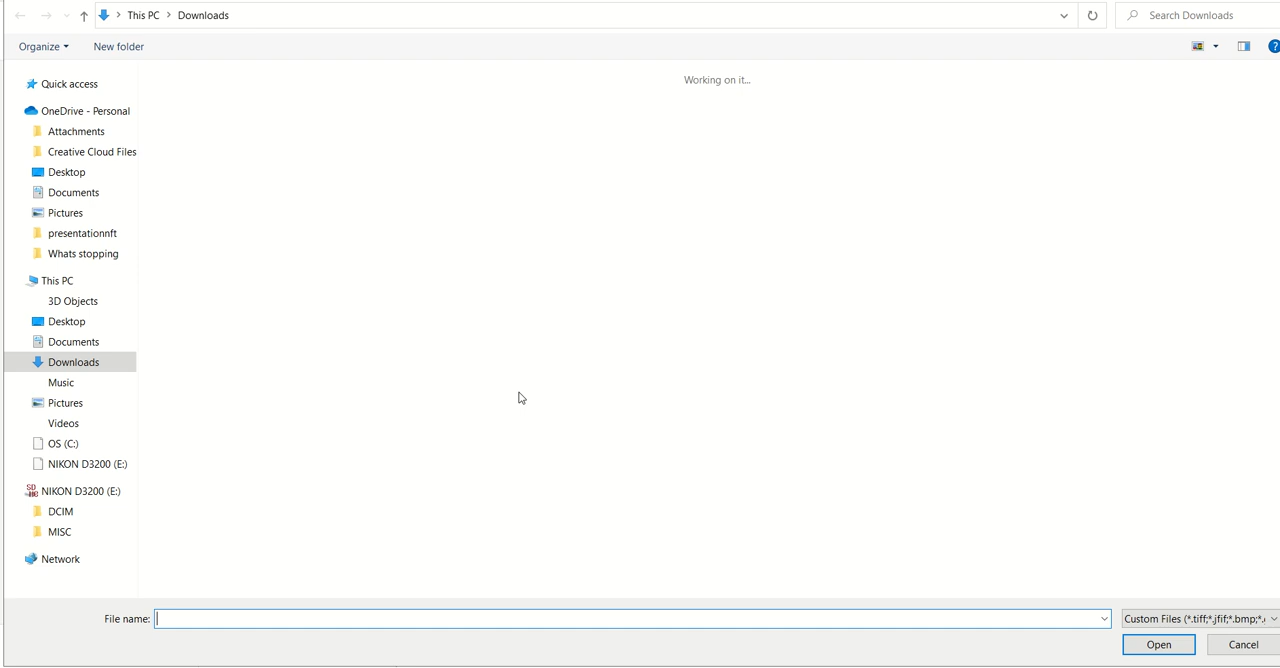 This PC > Downloads
Search Downloads
Organize
New folder
?
Working on it...
Quick access
OneDrive - Personal
Attachments
Creative Cloud Files
Desktop
Documents
Pictures
presentationnft
Whats stopping
This PC
3D Objects
Desktop
Documents
Downloads
Music
Pictures
Videos
OS (C:)
NIKON D3200 (E:)
NIKON D3200 (E:)
DCIM
MISC
Network
File name:
Custom Files (*.tiff;*.jfif;*.bmp;*.
Open
Cancel